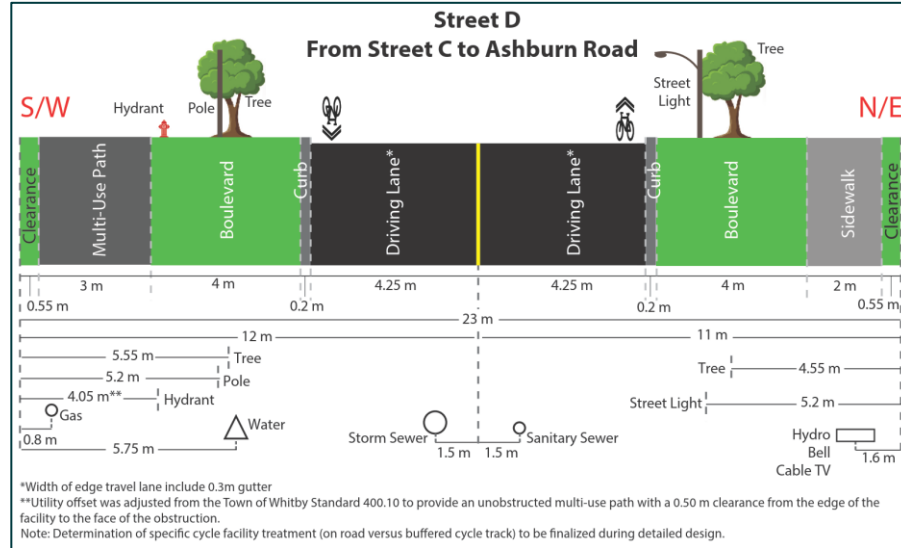 Street D
From Street C to Ashburn Road
S/W
Hydrant
Pole
Tree
Street
Light
Tree
N/E
Clearance
Multi-Use Path
Boulevard
Curb
Driving Lane*
Driving Lane*
Curb
Boulevard
Sidewalk
Clearance
3 m
4 m
4.25 m
4.25 m
4 m
2 m
0.55 m
0.2 m
0.2 m
0.55 m
23 m
12 m
11 m
5.55 m
Tree
Tree
4.55 m
5.2 m
Pole
4.05 m**
Hydrant
Street Light
5.2 m
Gas
0.8 m
Water
5.75 m
Storm Sewer
1.5 m
1.5 m
Sanitary Sewer
Hydro
Bell
Cable TV
1.6 m
*Width of edge travel lane include 0.3m gutter
**Utility offset was adjusted from the Town of Whitby Standard 400.10 to provide an unobstructed multi-use path with a 0.50 m clearance from the edge of the
facility to the face of the obstruction.
Note: Determination of specific cycle facility treatment (on road versus buffered cycle track) to be finalized during detailed design.